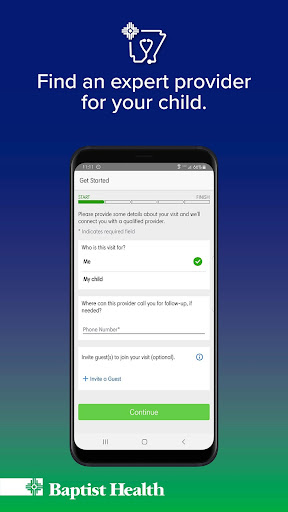 Find an expert provider
for your child.
11:11
66%
Get Started
START
FINISH
Please provide some details about your visit and we'll
connect you with a qualified provider.
* Indicates required field
Who is this visit for?
Me
My child
Where can this provider call you for follow-up, if
needed?
Phone Number*
Invite guest(s) to join your visit (optional).
+ Invite a Guest
Continue
Baptist Health